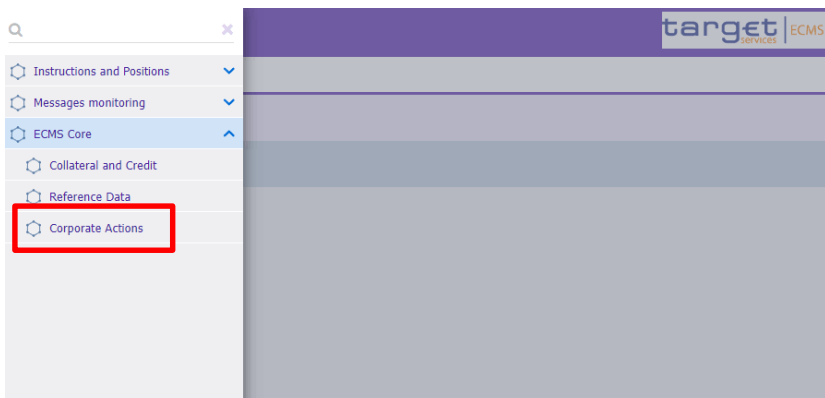 target | ECMS
services
Instructions and Positions
Messages monitoring
ECMS Core
Collateral and Credit
Reference Data
Corporate Actions